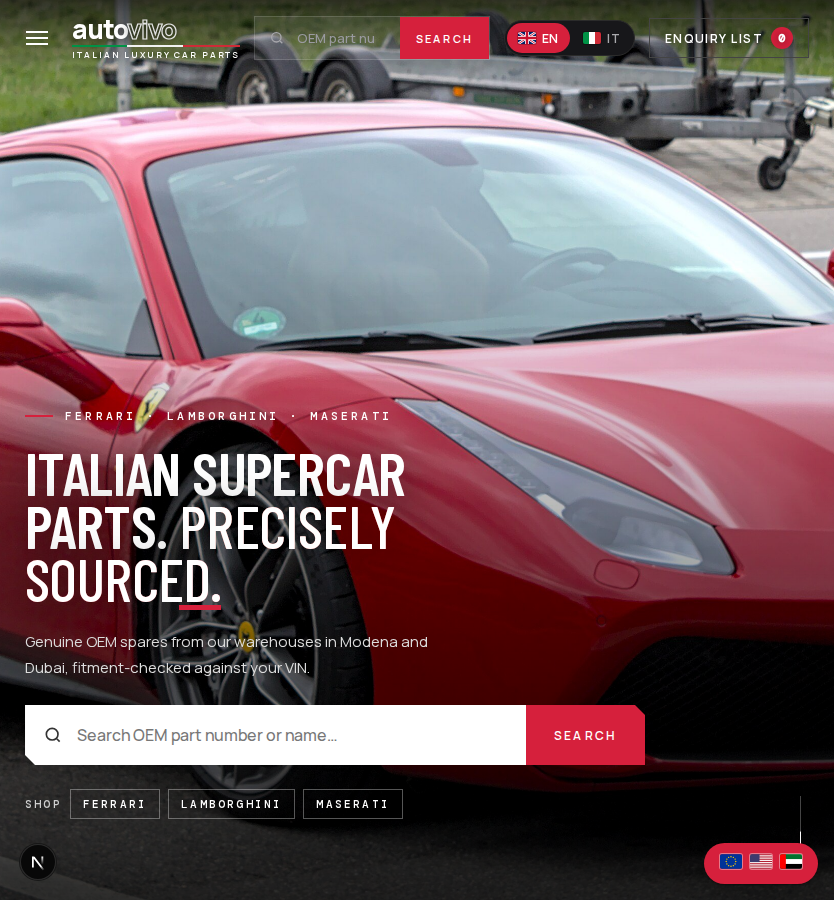 autovivo
ITALIAN LUXURY CAR PARTS
OEM part nu
SEARCH
EN
IT
ENQUIRY LIST 0
FERRARI · LAMBORGHINI · MASERATI
ITALIAN SUPERCAR
PARTS. PRECISELY
SOURCED.
Genuine OEM spares from our warehouses in Modena and
Dubai, fitment-checked against your VIN.
Search OEM part number or name…
SEARCH
SHOP
FERRARI
LAMBORGHINI
MASERATI
N